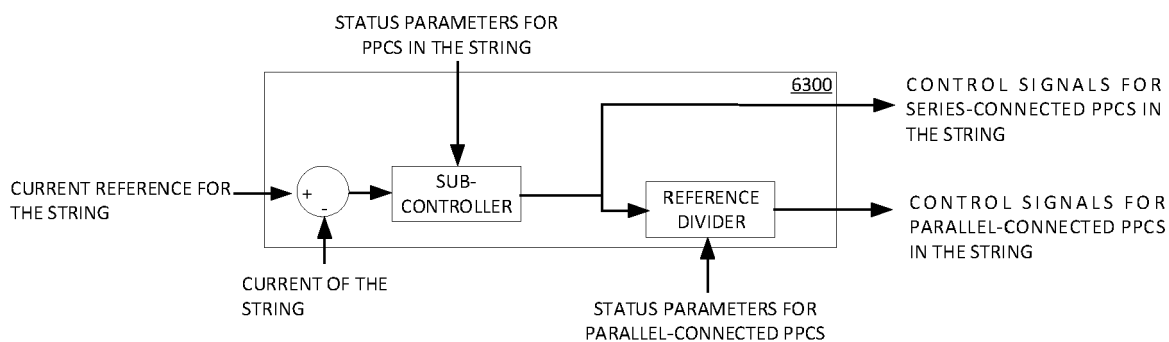 STATUS PARAMETERS FOR
PPCS IN THE STRING
6300
CONTROL SIGNALS FOR
SERIES-CONNECTED PPCS IN
THE STRING
CURRENT REFERENCE FOR
THE STRING
+
-
SUB-
CONTROLLER
REFERENCE
DIVIDER
CONTROL SIGNALS FOR
PARALLEL-CONNECTED PPCS
IN THE STRING
CURRENT OF THE
STRING
STATUS PARAMETERS FOR
PARALLEL-CONNECTED PPCS